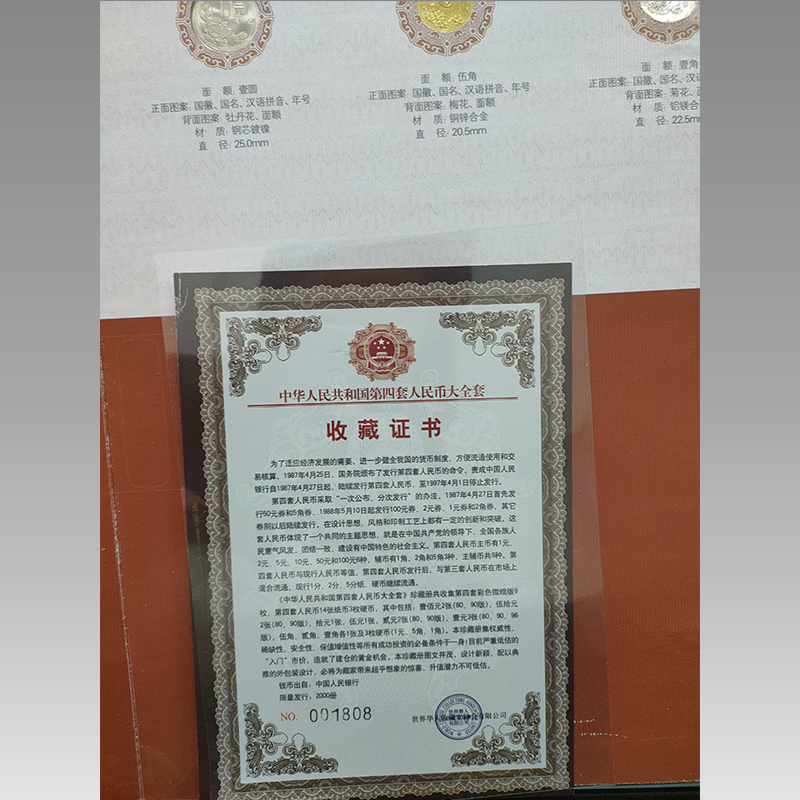 面 额：壹圆
正面图案：国徽、国名、汉语拼音、年号
背面图案：牡丹花、面额
材 质：钢芯镀镍
直 径：25.0mm
面 额：伍角
正面图案：国徽、国名、汉语拼音、年号
背面图案：梅花、面额
材 质：铜锌合金
直 径：20.5mm
面 额：壹角
正面图案：国徽、国名、汉语
背面图案：菊花、
材 质：铝镁合
直 径：22.5m
中华人民共和国第四套人民币大全套
收藏证书
为了适应经济发展的需要，进一步健全我国的货币制度，方便流通使用和交
易核算，1987年4月25日，国务院颁布了发行第四套人民币的命令，责成中国人民
银行自1987年4月27日起，陆续发行第四套人民币，至1997年4月1日停止发行。
第四套人民币采取“一次公布、分次发行”的办法。1987年4月27日首先发
行50元券和5角券，1988年5月10日起发行100元券、2元券、1元券和2角券，其它
券别以后陆续发行。在设计思想、风格和印制工艺上都有一定的创新和突破。这
套人民币体现了一个共同的主题思想，就是在中国共产党的领导下，全国各族人
民意气风发，团结一致，建设有中国特色的社会主义。第四套人民币主币有1元、
2元、5元、10元、50元和100元6种，辅币有1角、2角和5角3种，主辅币共9种。第
四套人民币与现行人民币等值。第四套人民币发行后，与第三套人民币在市场上
混合流通。现行1分、2分、5分纸、硬币继续流通。
《中华人民共和国第四套人民币大全套》珍藏册共收集第四套彩色微缩版9
枚，第四套人民币14张纸币3枚硬币，其中包括：壹佰元2张(80、90版)，伍拾元
2张(80、90版)，拾元1张，伍元1张，贰元2张(80、90版)，壹元3张(80、90、96
版)，伍角、贰角、壹角各1张及3枚硬币(1元、5角、1角)。本珍藏册集权威性、
稀缺性、安全性、保值增值性等所有成功投资的必备条件于一身！目前严重低估的
“入门”市价，造就了建仓的黄金机会。本珍藏册图文并茂，设计新颖，配以典
雅的外包装设计，必将为藏家带来超乎想象的惊喜，升值潜力不可低估。
钱币出自：中国人民银行
限量发行：2000册
NO. 001808
世界华人收藏家协会有限公司